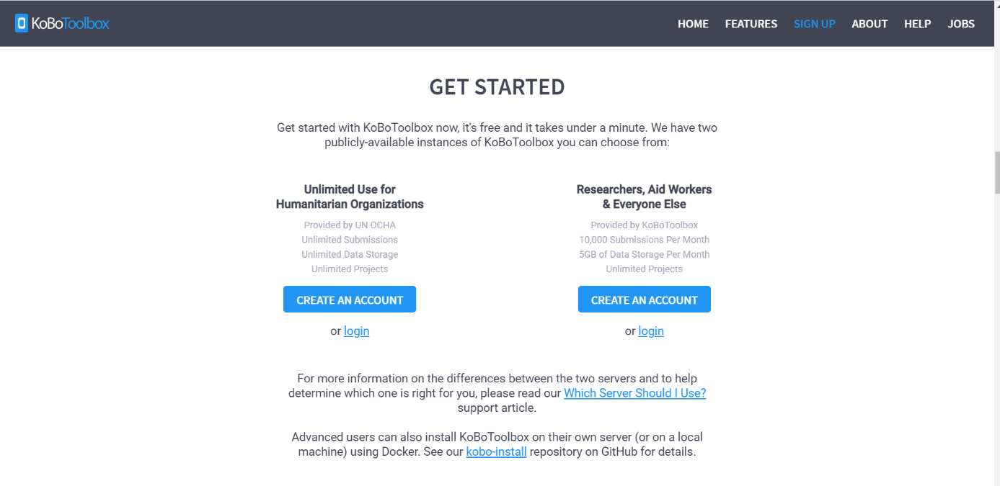 KoBoToolbox
HOME FEATURES SIGN UP ABOUT HELP JOBS
GET STARTED
Get started with KoBoToolbox now, it's free and it takes under a minute. We have two
publicly-available instances of KoBoToolbox you can choose from:
Unlimited Use for
Humanitarian Organizations
Provided by UN OCHA
Unlimited Submissions
Unlimited Data Storage
Unlimited Projects
CREATE AN ACCOUNT
or login
Researchers, Aid Workers
& Everyone Else
Provided by KoBoToolbox
10,000 Submissions Per Month
5GB of Data Storage Per Month
Unlimited Projects
CREATE AN ACCOUNT
or login
For more information on the differences between the two servers and to help
determine which one is right for you, please read our Which Server Should I Use?
support article.
Advanced users can also install KoBoToolbox on their own server (or on a local
machine) using Docker. See our kobo-install repository on GitHub for details.